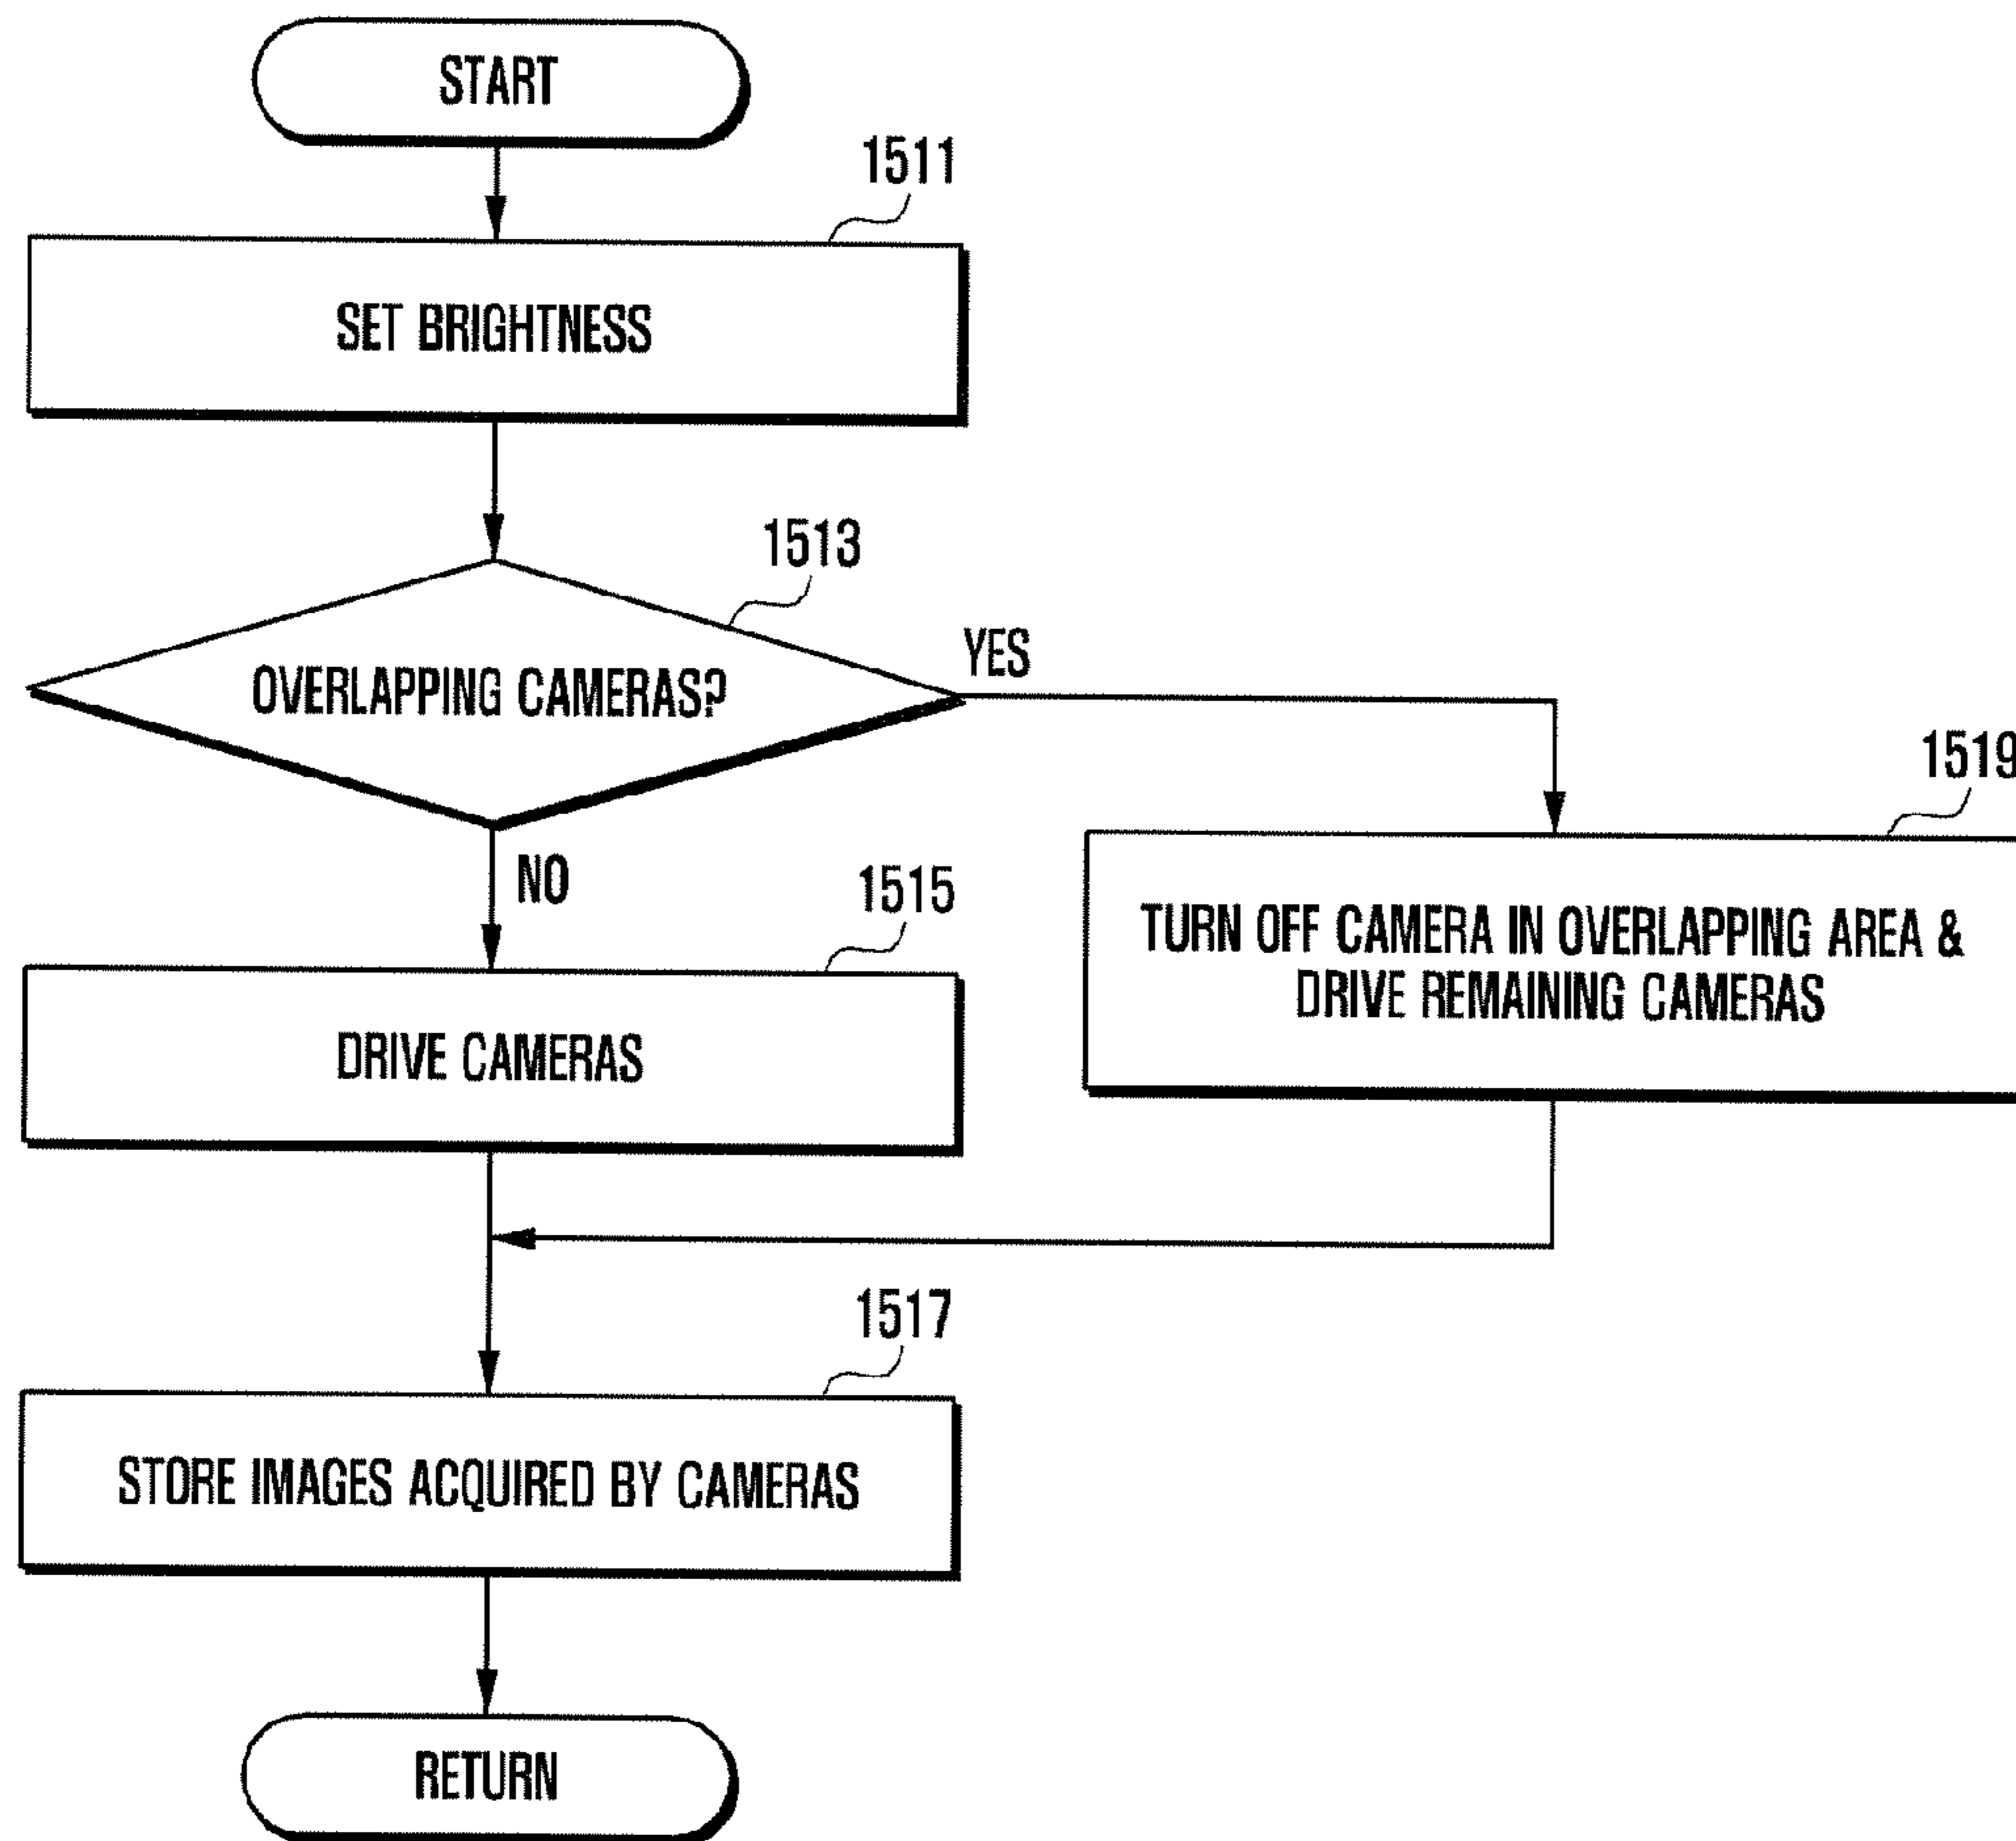 START
1511
SET BRIGHTNESS
1513
OVERLAPPING CAMERAS?
YES
NO
1519
TURN OFF CAMERA IN OVERLAPPING AREA &
DRIVE REMAINING CAMERAS
1515
DRIVE CAMERAS
1517
STORE IMAGES ACQUIRED BY CAMERAS
RETURN